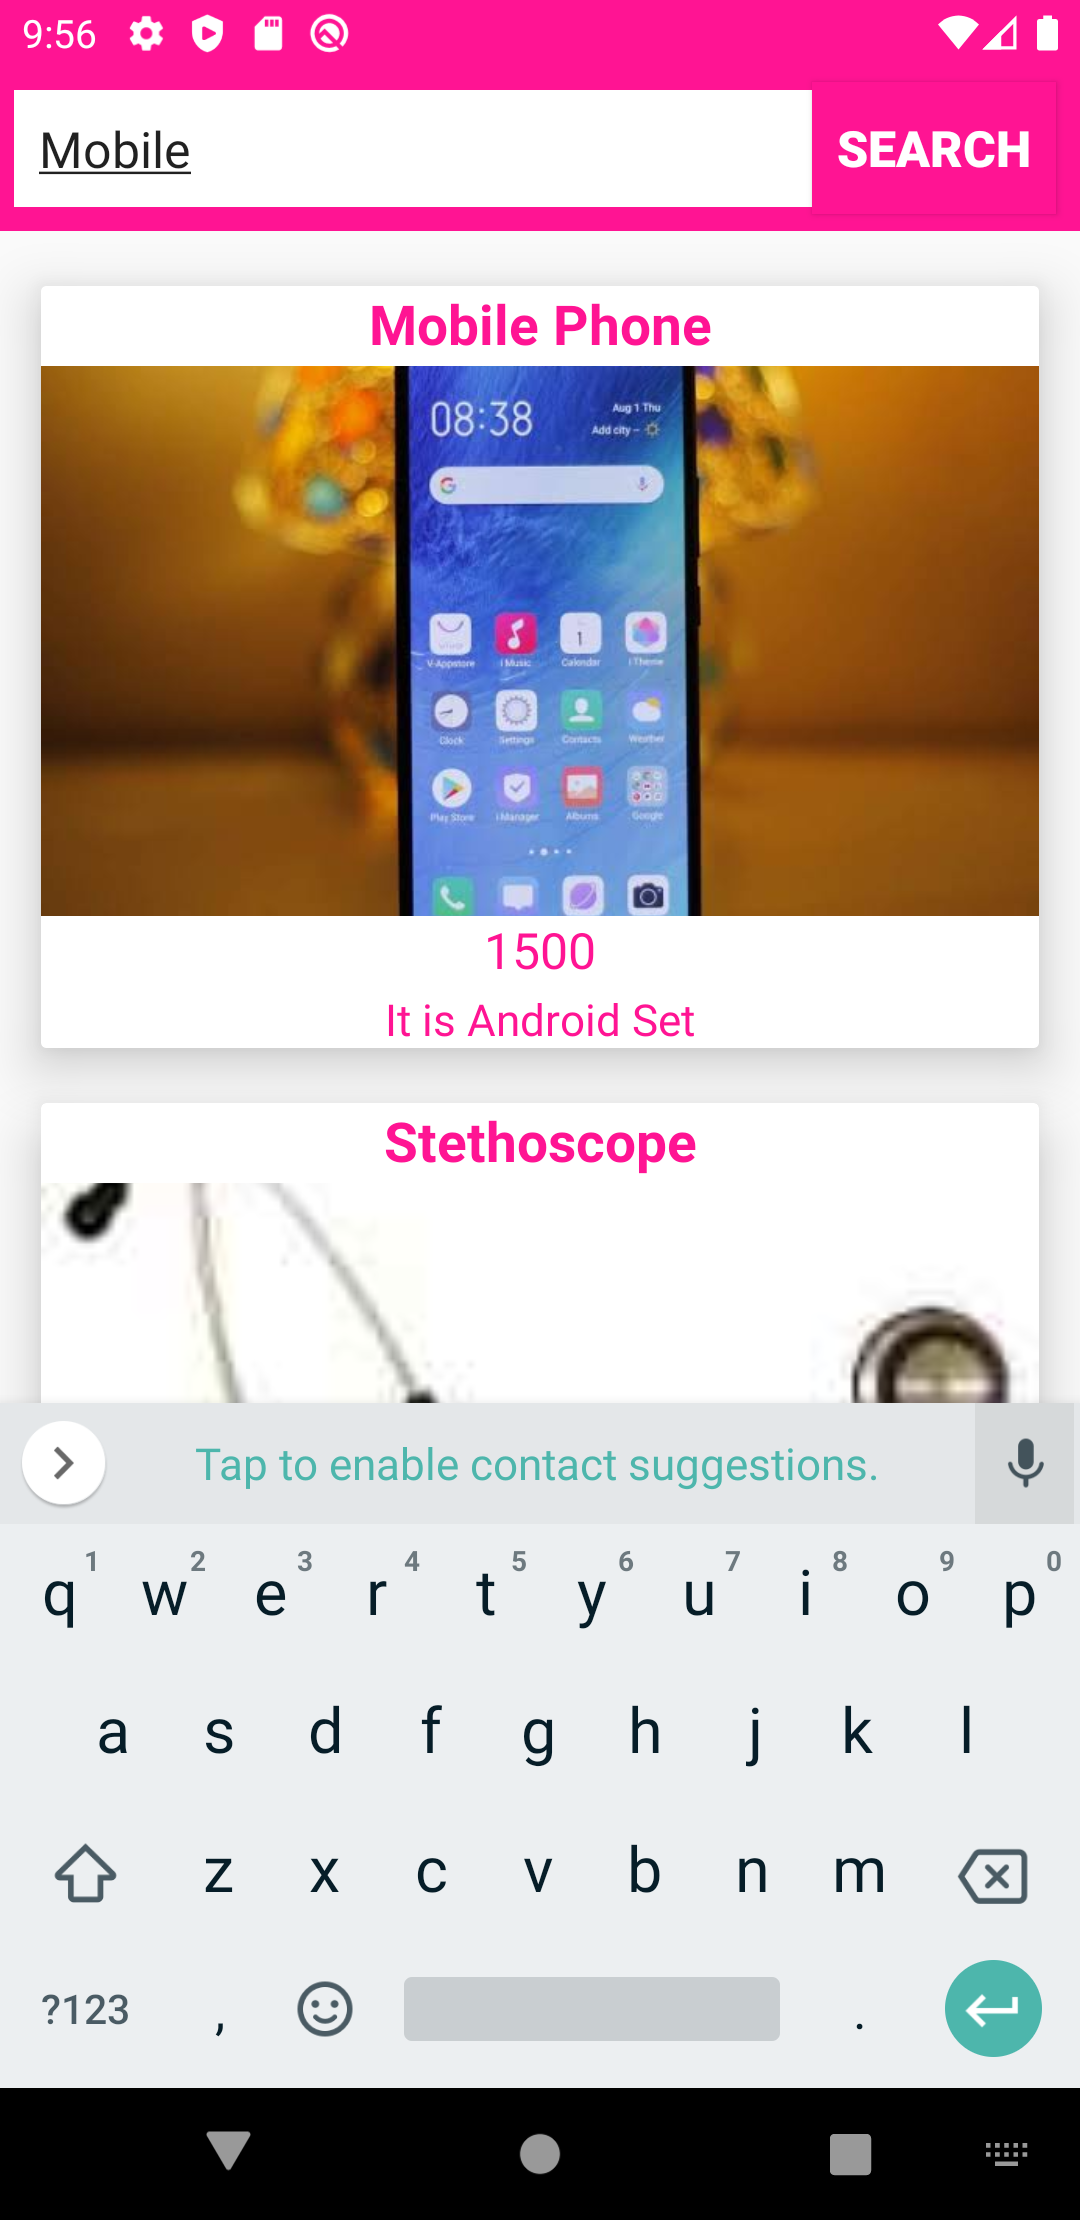 9:56
Mobile
SEARCH
Mobile Phone
08:38
Aug 1 Thu
Add city
V-Appstore i Music Calendar i Theme
Clock Settings Contacts Weather
Play Store i Manager Albums Google
1500
It is Android Set
Stethoscope
Tap to enable contact suggestions.
1 2 3 4 5 6 7 8 9 0
q w e r t y u i o p
a s d f g h j k l
z x c v b n m
?123 , .